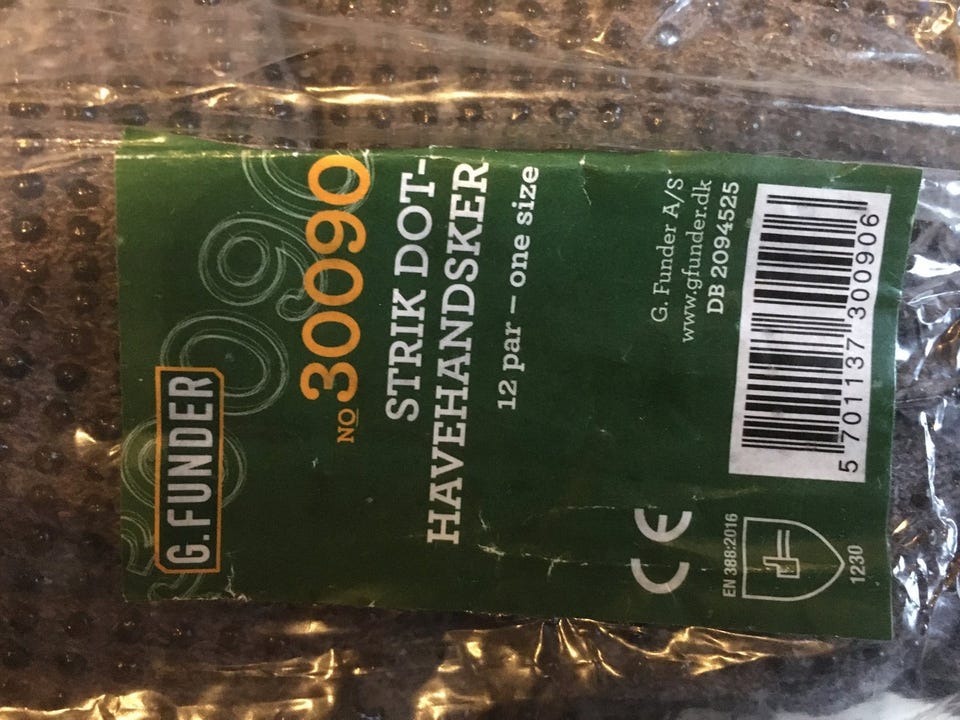 G.FUNDER
NO 30090
STRIK DOT-
HAVEHANDSKER
12 par – one size
G. Funder A/S
www.gfunder.dk
DB 2094525
CE
EN 388:2016
1230
5 701137 300906